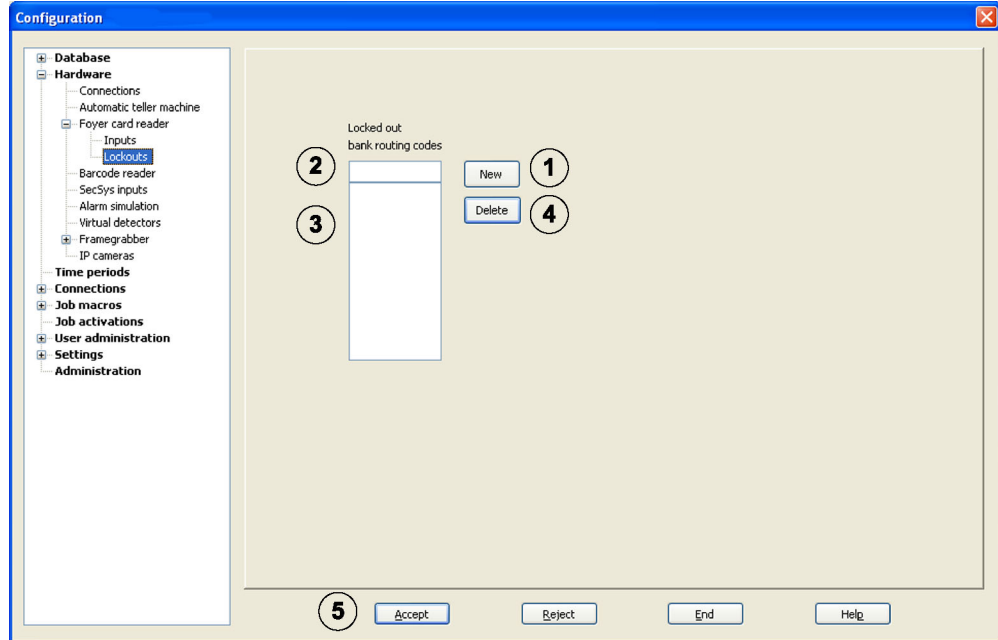 Configuration
Database
Hardware
Connections
Automatic teller machine
Foyer card reader
Inputs
Lockouts
Barcode reader
SecSys inputs
Alarm simulation
Virtual detectors
Framegrabber
IP cameras
Time periods
Connections
Job macros
Job activations
User administration
Settings
Administration
Locked out
bank routing codes
2
New
1
3
Delete
4
5
Accept
Reject
End
Help